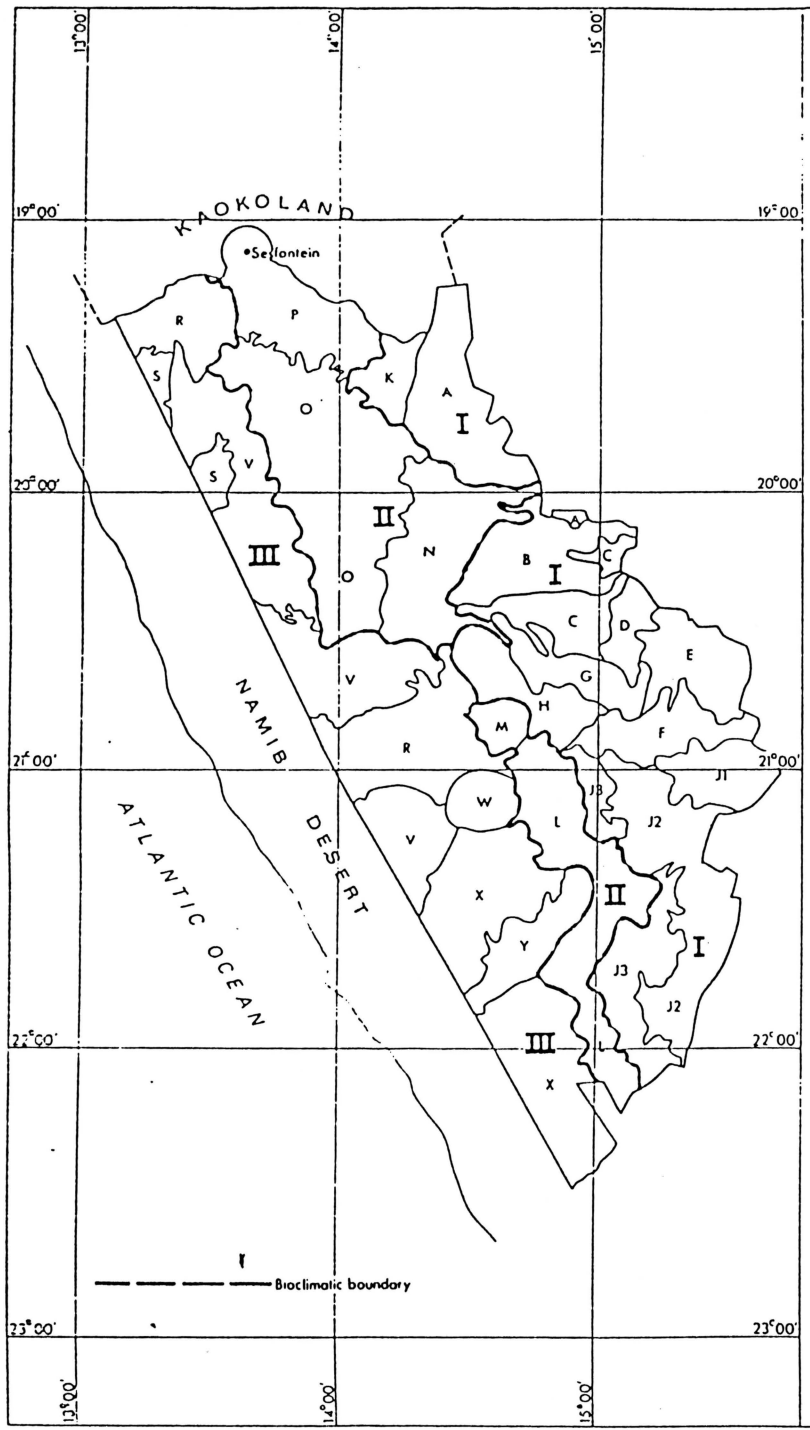 13°00'
14°00'
15°00'
19°00'
19°00'
KAOKOLAND
Sesfontein
R
P
S
K
A
I
O
V
S
20°00'
20°00'
II
A
III
N
B
I
C
O
C
D
E
G
V
NAMIB
H
M
F
R
21°00'
21°00'
J1
W
J3
L
J2
DESERT
V
ATLANTIC OCEAN
X
II
Y
I
J3
J2
22°00'
III
L
22°00'
X
Bioclimatic boundary
23°00'
23°00'
13°00'
14°00'
15°00'